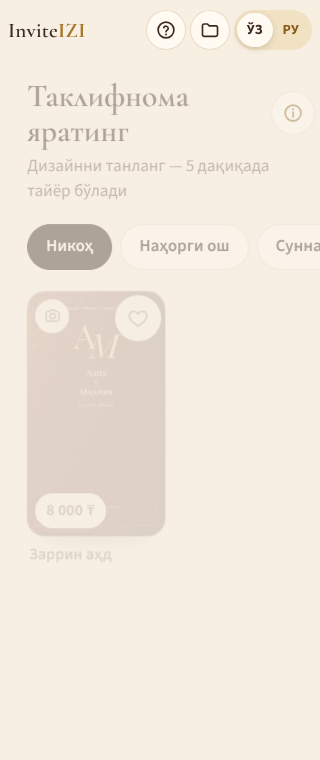 InviteIZI
ЎЗ
РУ
Таклифнома
яратинг
Дизайнни танланг — 5 дақиқада
тайёр бўлади
Никоҳ
Наҳорги ош
Сунна
AM
8 000 ₸
Заррин аҳд